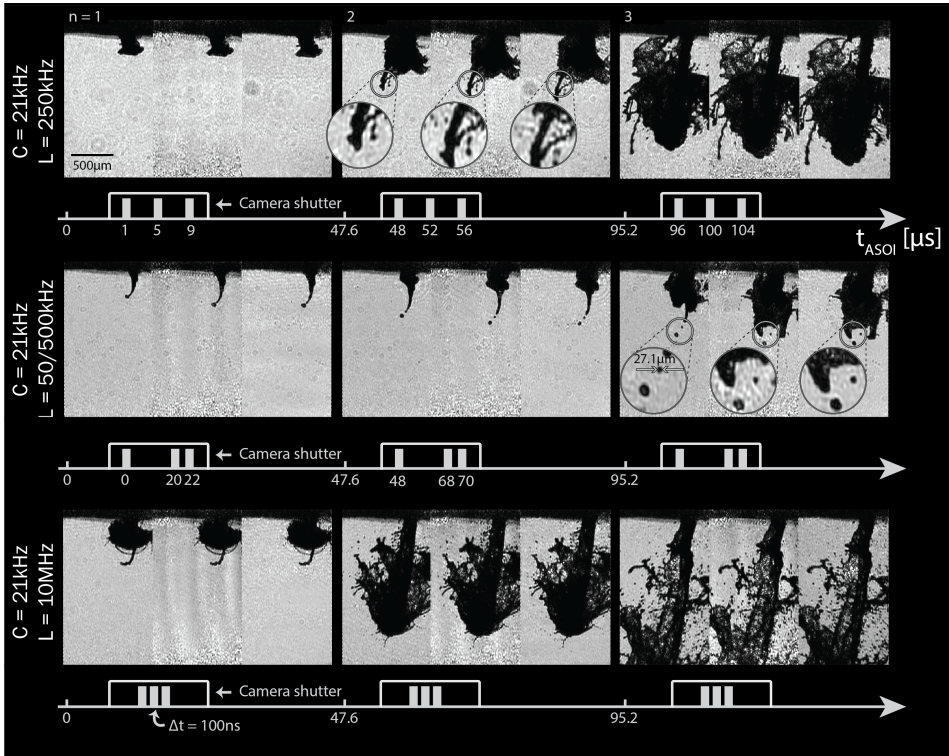 n = 1
2
3
C = 21kHz
L = 250kHz
500µm
Camera shutter
0
1
5
9
47.6
48
52
56
95.2
96
100
104
tASOI [µs]
C = 21kHz
L = 50/500kHz
27.1µm
Camera shutter
0
0
20
22
47.6
48
68
70
95.2
C = 21kHz
L = 10MHz
Camera shutter
0
Δt = 100ns
47.6
95.2